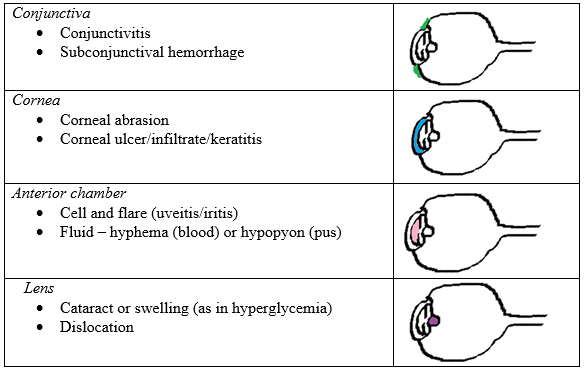 Conjunctiva
• Conjunctivitis
• Subconjunctival hemorrhage
Cornea
• Corneal abrasion
• Corneal ulcer/infiltrate/keratitis
Anterior chamber
• Cell and flare (uveitis/iritis)
• Fluid – hyphema (blood) or hypopyon (pus)
Lens
• Cataract or swelling (as in hyperglycemia)
• Dislocation